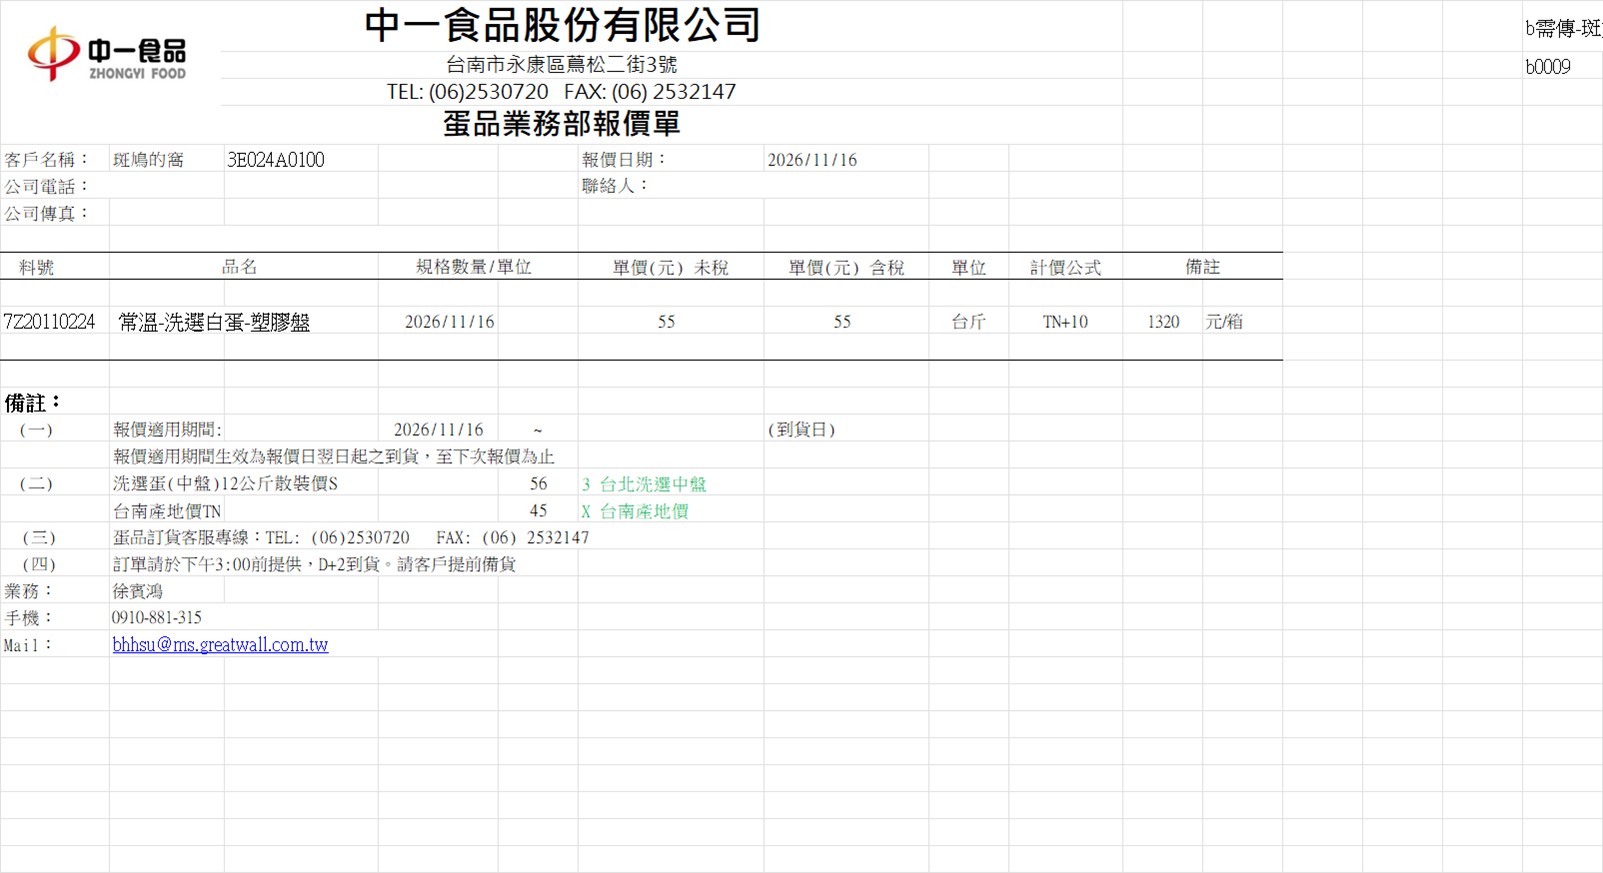 中一食品
ZHONGYI FOOD
中一食品股份有限公司
b需傳-斑
台南市永康區蔦松二街3號
b0009
TEL: (06)2530720 FAX: (06) 2532147
蛋品業務部報價單
客戶名稱： 斑鳩的窩 3E024A0100 報價日期： 2026/11/16
公司電話： 聯絡人：
公司傳真：
料號 品名 規格數量/單位 單價(元) 未稅 單價(元) 含稅 單位 計價公式 備註
7Z20110224 常溫-洗選白蛋-塑膠盤 2026/11/16 55 55 台斤 TN+10 1320 元/箱
備註：
(一) 報價適用期間: 2026/11/16 ~ (到貨日)
報價適用期間生效為報價日翌日起之到貨，至下次報價為止
(二) 洗選蛋(中盤)12公斤散裝價S 56 3 台北洗選中盤
台南產地價TN 45 X 台南產地價
(三) 蛋品訂貨客服專線：TEL: (06)2530720 FAX: (06) 2532147
(四) 訂單請於下午3:00前提供，D+2到貨。請客戶提前備貨
業務： 徐賓鴻
手機： 0910-881-315
Mail： bhhsu@ms.greatwall.com.tw